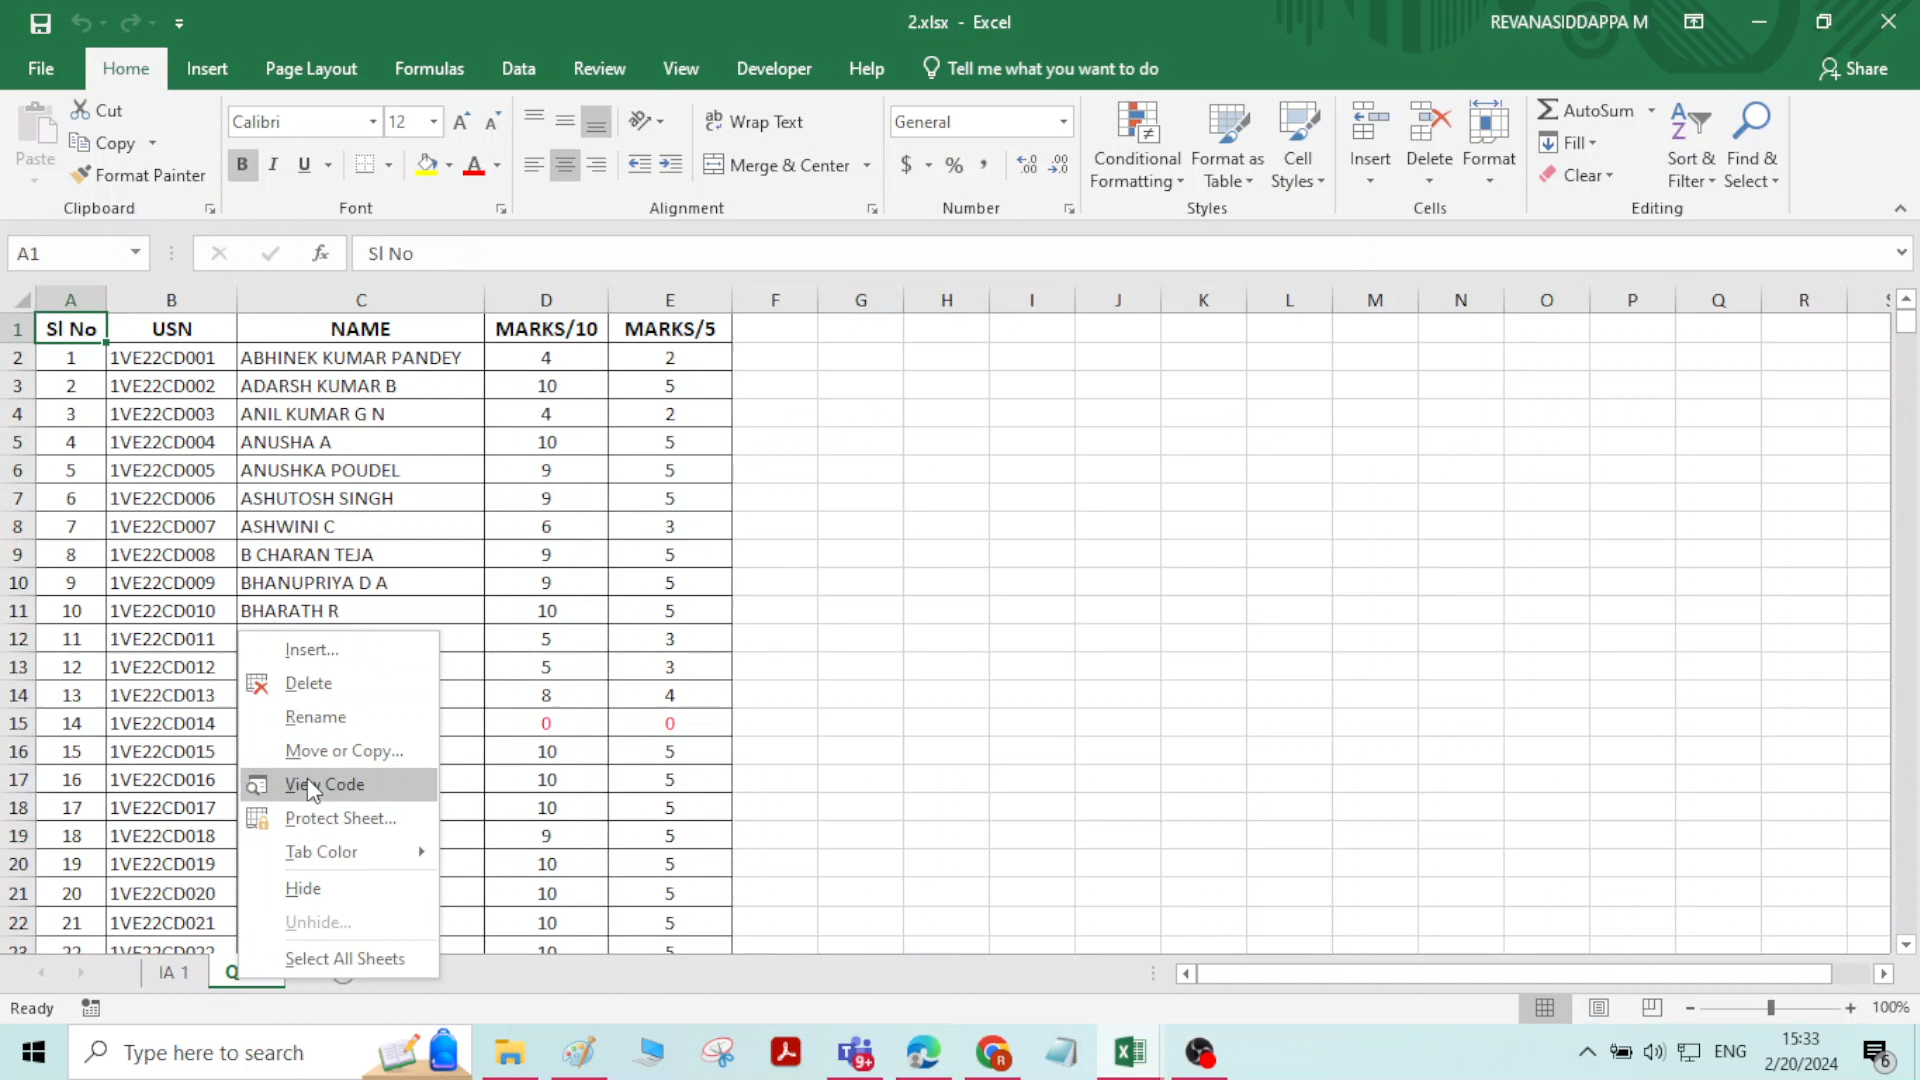 2.xlsx - Excel
REVANASIDDAPPA M
File Home Insert Page Layout Formulas Data Review View Developer Help Tell me what you want to do Share
Paste
Cut
Copy
Format Painter
Clipboard
Calibri 12
B I U
Font
Wrap Text
Merge & Center
Alignment
General
$ % ,
Number
Conditional Formatting
Format as Table
Cell Styles
Styles
Insert Delete Format
Cells
AutoSum
Fill
Clear
Sort & Filter
Find & Select
Editing
A1 fx Sl No
A B C D E F G H I J K L M N O P Q R
1 Sl No USN NAME MARKS/10 MARKS/5
2 1 1VE22CD001 ABHINEK KUMAR PANDEY 4 2
3 2 1VE22CD002 ADARSH KUMAR B 10 5
4 3 1VE22CD003 ANIL KUMAR G N 4 2
5 4 1VE22CD004 ANUSHA A 10 5
6 5 1VE22CD005 ANUSHKA POUDEL 9 5
7 6 1VE22CD006 ASHUTOSH SINGH 9 5
8 7 1VE22CD007 ASHWINI C 6 3
9 8 1VE22CD008 B CHARAN TEJA 9 5
10 9 1VE22CD009 BHANUPRIYA D A 9 5
11 10 1VE22CD010 BHARATH R 10 5
12 11 1VE22CD011 5 3
13 12 1VE22CD012 5 3
14 13 1VE22CD013 8 4
15 14 1VE22CD014 0 0
16 15 1VE22CD015 10 5
17 16 1VE22CD016 10 5
18 17 1VE22CD017 10 5
19 18 1VE22CD018 9 5
20 19 1VE22CD019 10 5
21 20 1VE22CD020 10 5
22 21 1VE22CD021 10 5
23 22 1VE22CD022 10 5
Insert...
Delete
Rename
Move or Copy...
View Code
Protect Sheet...
Tab Color
Hide
Unhide...
Select All Sheets
IA 1 Q
Ready
100%
Type here to search
9+
R
ENG
15:33
2/20/2024
6